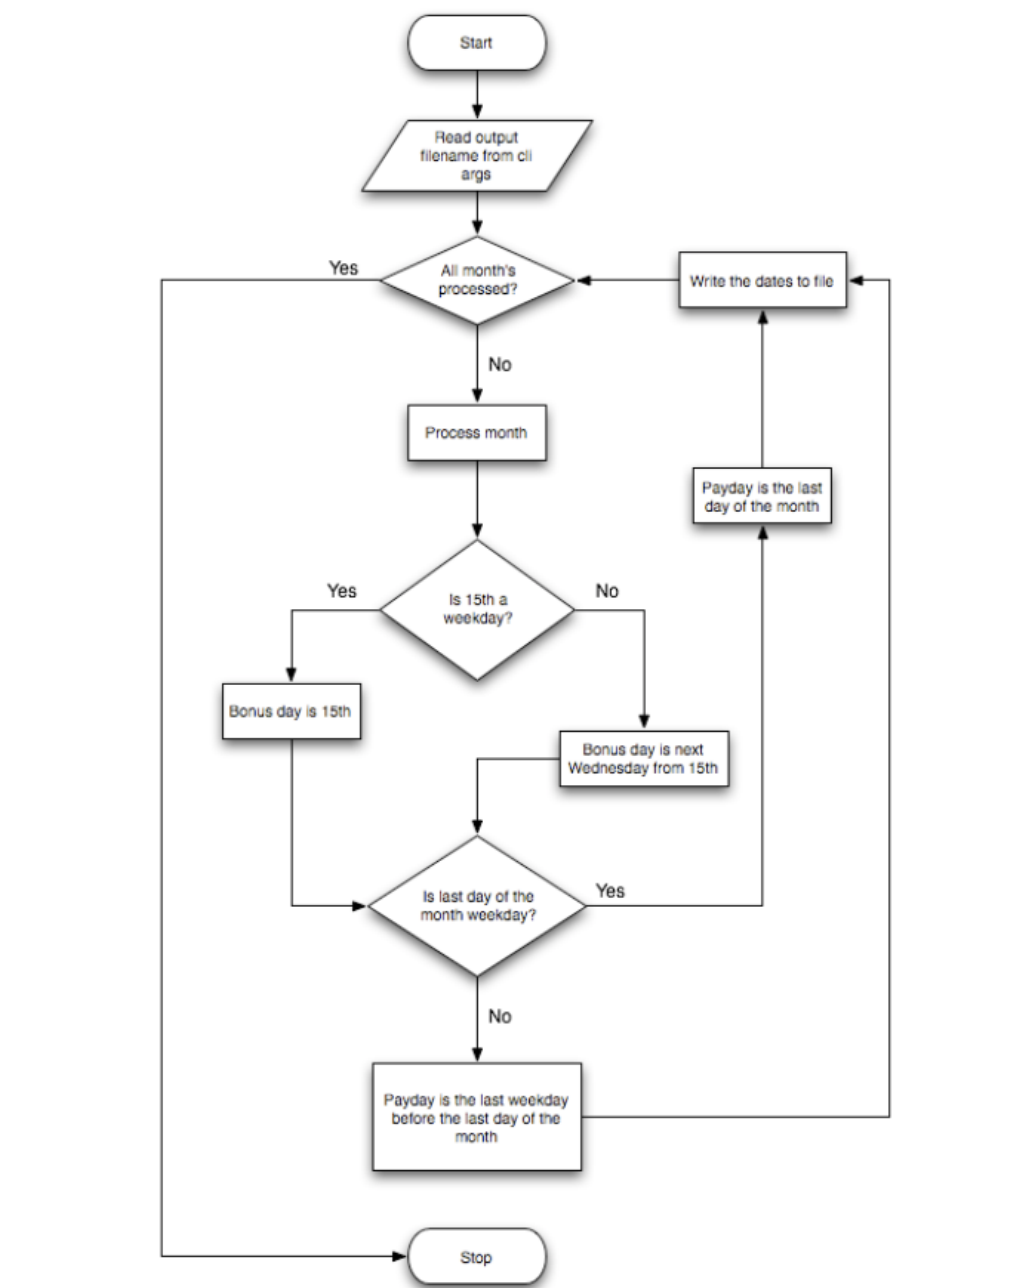 Start
Read output
filename from cli
args
Yes
All month's
processed?
Write the dates to file
No
Process month
Payday is the last
day of the month
Yes
Is 15th a
weekday?
No
Bonus day is 15th
Bonus day is next
Wednesday from 15th
Is last day of the
month weekday?
Yes
No
Payday is the last weekday
before the last day of the
month
Stop